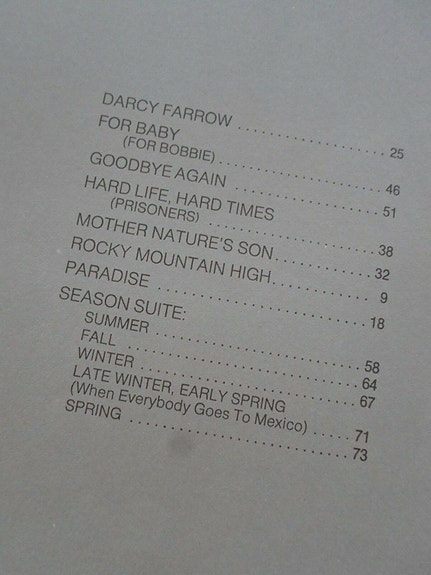 DARCY FARROW .................... 25
FOR BABY
(FOR BOBBIE) .................... 46
GOODBYE AGAIN .................... 51
HARD LIFE, HARD TIMES
(PRISONERS) .................... 38
MOTHER NATURE'S SON .............. 32
ROCKY MOUNTAIN HIGH .............. 9
PARADISE .................... 18
SEASON SUITE:
SUMMER .................... 58
FALL .................... 64
WINTER .................... 67
LATE WINTER, EARLY SPRING
(When Everybody Goes To Mexico) ..... 71
SPRING .................... 73